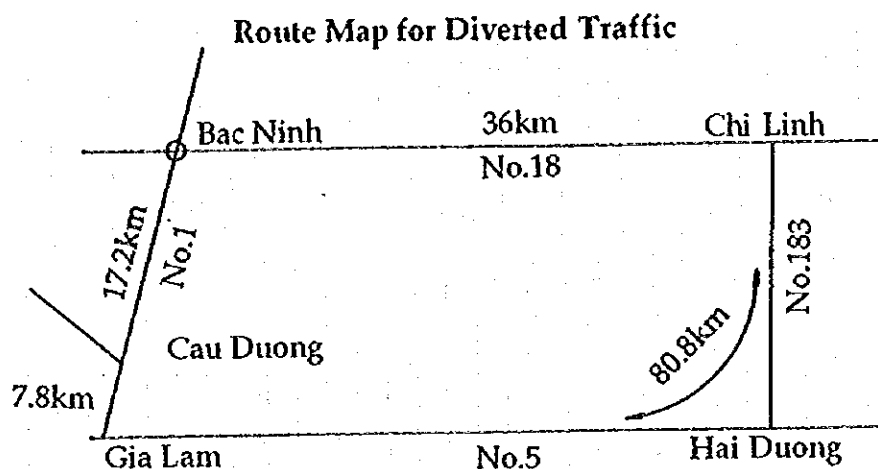 Route Map for Diverted Traffic
Bac Ninh
36km
Chi Linh
No.18
17.2km
No.1
No.183
Cau Duong
80.8km
7.8km
Gia Lam
No.5
Hai Duong